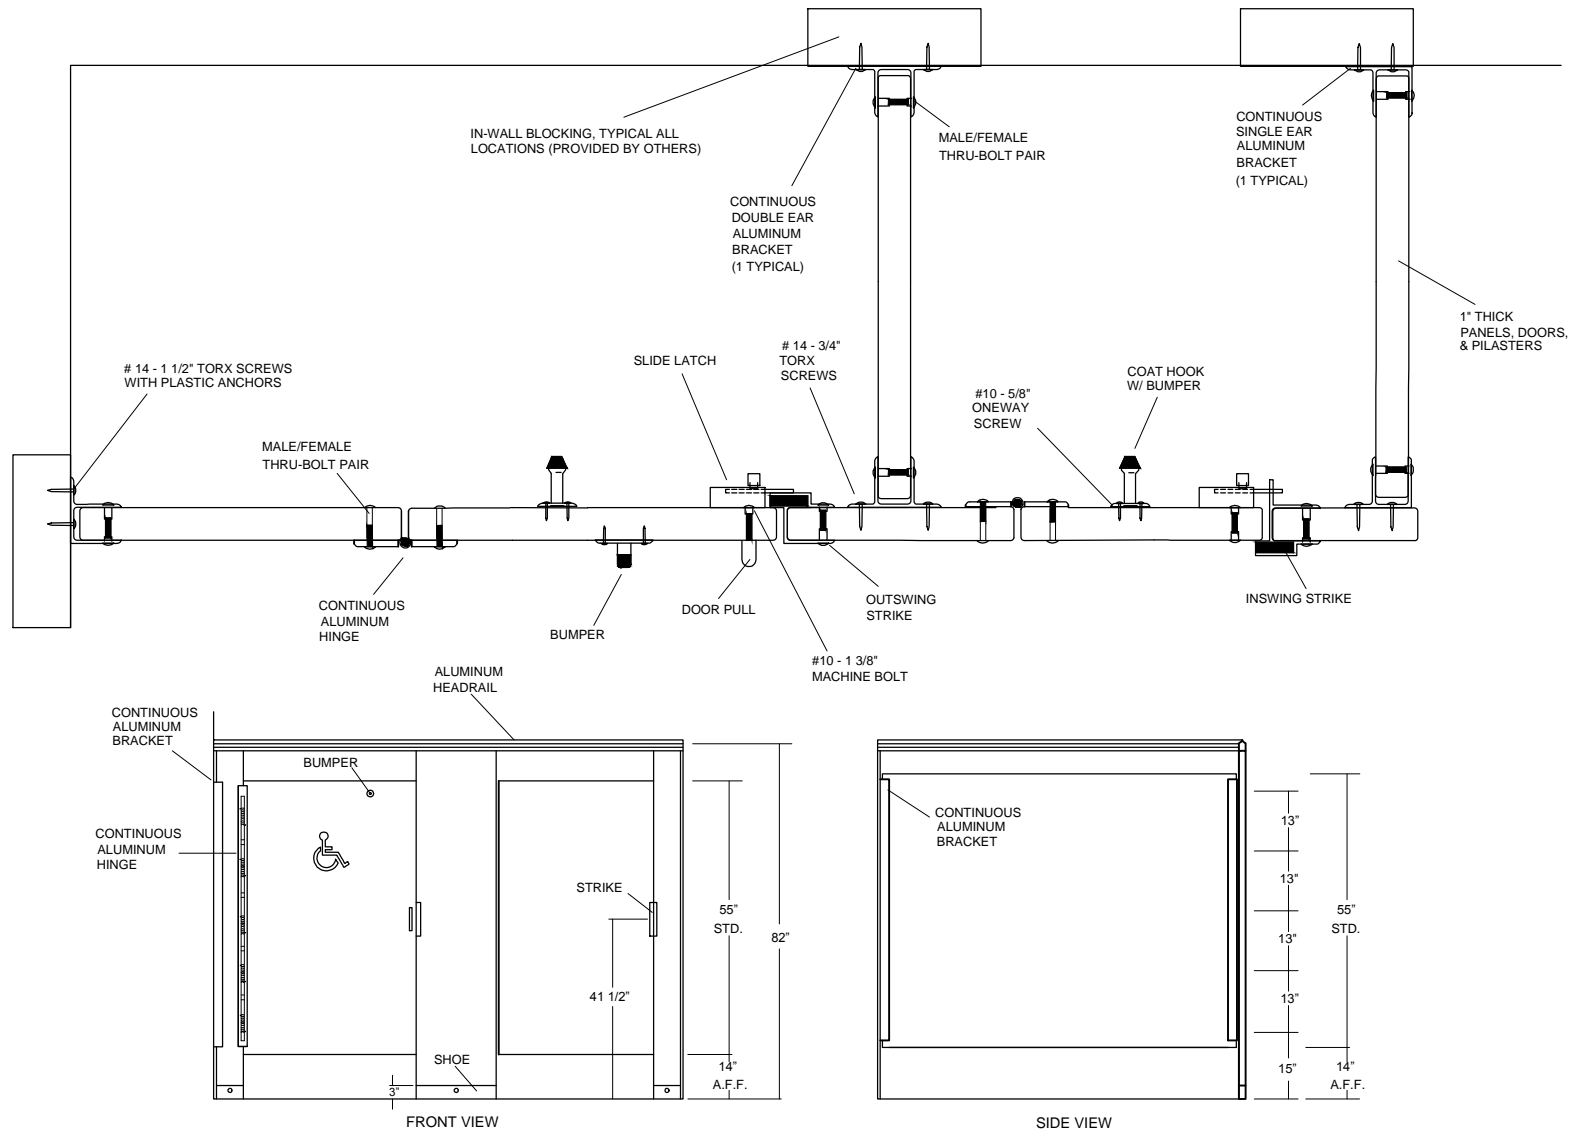 IN-WALL BLOCKING, TYPICAL ALL
LOCATIONS (PROVIDED BY OTHERS)
MALE/FEMALE
THRU-BOLT PAIR
CONTINUOUS
SINGLE EAR
ALUMINUM
BRACKET
(1 TYPICAL)
CONTINUOUS
DOUBLE EAR
ALUMINUM
BRACKET
(1 TYPICAL)
1" THICK
PANELS, DOORS,
& PILASTERS
# 14 - 1 1/2" TORX SCREWS
WITH PLASTIC ANCHORS
SLIDE LATCH
# 14 - 3/4"
TORX
SCREWS
#10 - 5/8"
ONEWAY
SCREW
COAT HOOK
W/ BUMPER
MALE/FEMALE
THRU-BOLT PAIR
CONTINUOUS
ALUMINUM
HINGE
BUMPER
DOOR PULL
OUTSWING
STRIKE
INSWING STRIKE
#10 - 1 3/8"
MACHINE BOLT
ALUMINUM
HEADRAIL
CONTINUOUS
ALUMINUM
BRACKET
BUMPER
CONTINUOUS
ALUMINUM
HINGE
STRIKE
55”
STD.
82”
41 1/2”
SHOE
14”
A.F.F.
3”
FRONT VIEW
CONTINUOUS
ALUMINUM
BRACKET
13”
13”
13”
13”
15”
55”
STD.
14”
A.F.F.
SIDE VIEW